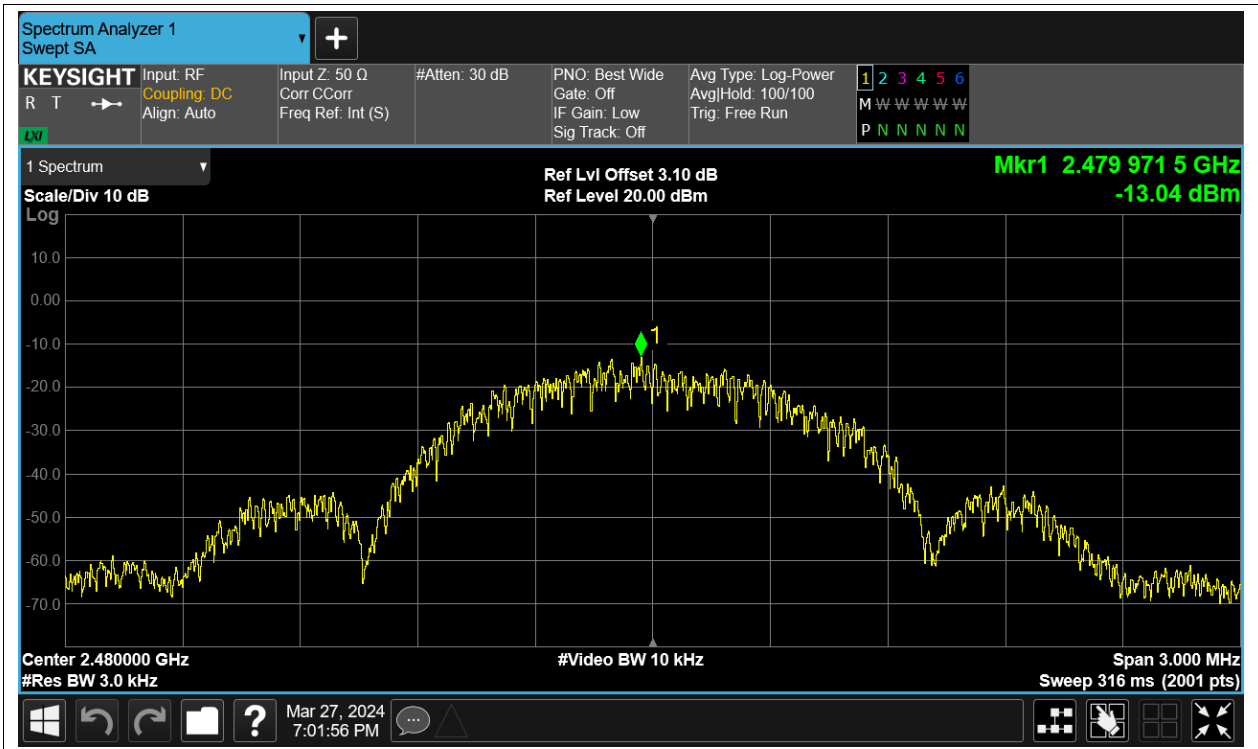 Spectrum Analyzer 1
Swept SA
KEYSIGHT
R T
LXI
Input: RF
Coupling: DC
Align: Auto
Input Z: 50 Ω
Corr CCorr
Freq Ref: Int (S)
#Atten: 30 dB
PNO: Best Wide
Gate: Off
IF Gain: Low
Sig Track: Off
Avg Type: Log-Power
Avg|Hold: 100/100
Trig: Free Run
1 2 3 4 5 6
M W W W W W
P N N N N N
1 Spectrum
Scale/Div 10 dB
Log
Ref Lvl Offset 3.10 dB
Ref Level 20.00 dBm
Mkr1 2.479 971 5 GHz
-13.04 dBm
10.0
0.00
-10.0
-20.0
-30.0
-40.0
-50.0
-60.0
-70.0
1
Center 2.480000 GHz
#Res BW 3.0 kHz
#Video BW 10 kHz
Span 3.000 MHz
Sweep 316 ms (2001 pts)
?
Mar 27, 2024
7:01:56 PM